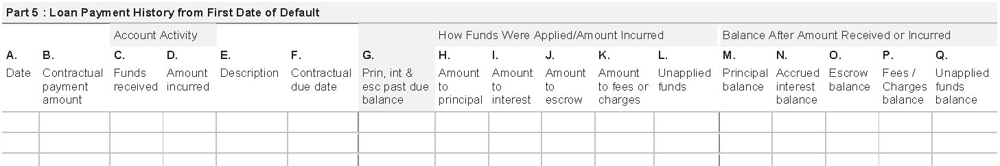 Part 5 : Loan Payment History from First Date of Default
Account Activity How Funds Were Applied/Amount Incurred Balance After Amount Received or Incurred
A. B. C. D. E. F. G. H. I. J. K. L. M. N. O. P. Q.
Date Contractual Funds Amount Description Contractual Prin, int & Amount Amount Amount Amount Unapplied Principal Accrued Escrow Fees / Unapplied
payment received incurred due date esc past due to to to to fees or funds balance interest balance Charges funds
amount balance principal interest escrow charges balance balance balance